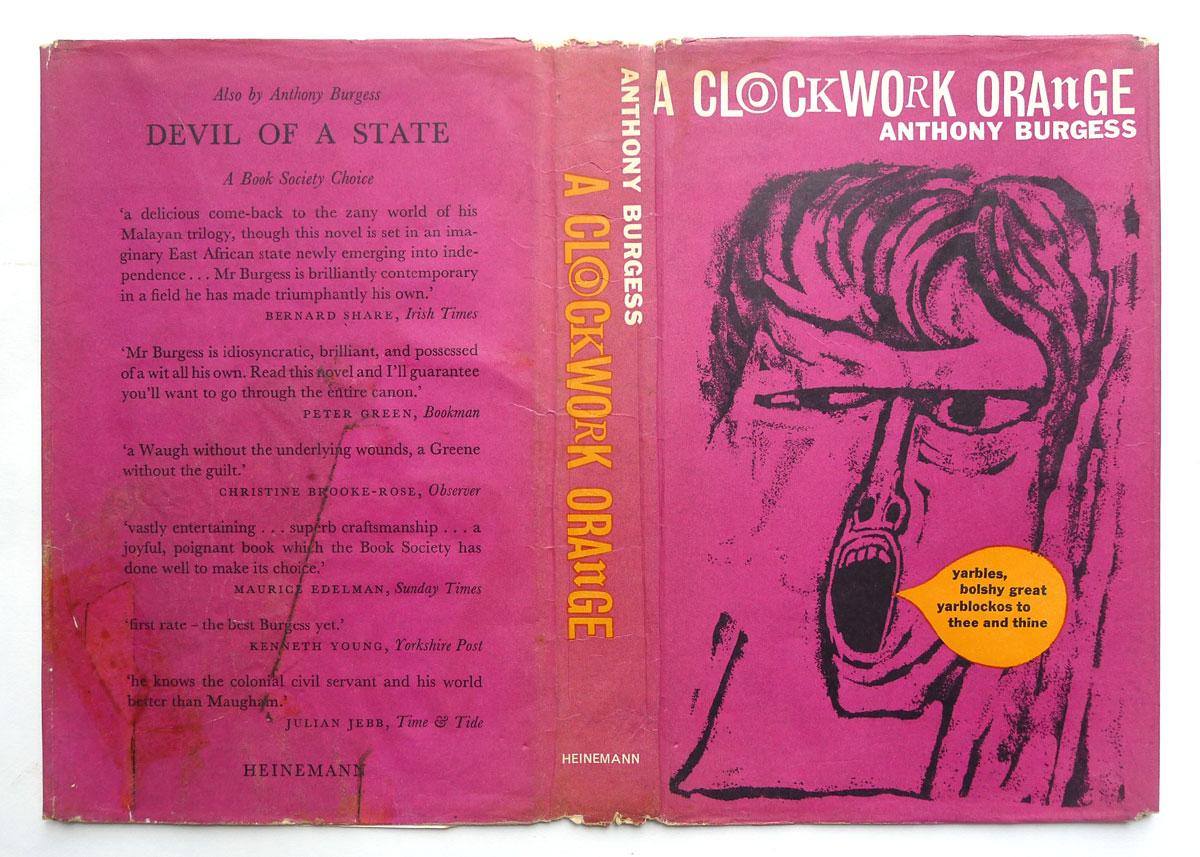 Also by Anthony Burgess
DEVIL OF A STATE
A Book Society Choice
‘a delicious come-back to the zany world of his
Malayan trilogy, though this novel is set in an ima-
ginary East African state newly emerging into inde-
pendence . . . Mr Burgess is brilliantly contemporary
in a field he has made triumphantly his own.’
BERNARD SHARE, Irish Times
‘Mr Burgess is idiosyncratic, brilliant, and possessed
of a wit all his own. Read this novel and I’ll guarantee
you’ll want to go through the entire canon.’
PETER GREEN, Bookman
‘a Waugh without the underlying wounds, a Greene
without the guilt.’
CHRISTINE BROOKE-ROSE, Observer
‘vastly entertaining . . . superb craftsmanship . . . a
joyful, poignant book which the Book Society has
done well to make its choice.’
MAURICE EDELMAN, Sunday Times
‘first rate – the best Burgess yet.’
KENNETH YOUNG, Yorkshire Post
‘he knows the colonial civil servant and his world
better than Maugham.’
JULIAN JEBB, Time & Tide
HEINEMANN
ANTHONY BURGESS
A CLOCKWORK ORAnGE
HEINEMANN
A CLOCKWORK ORAnGE
ANTHONY BURGESS
yarbles,
bolshy great
yarblockos to
thee and thine